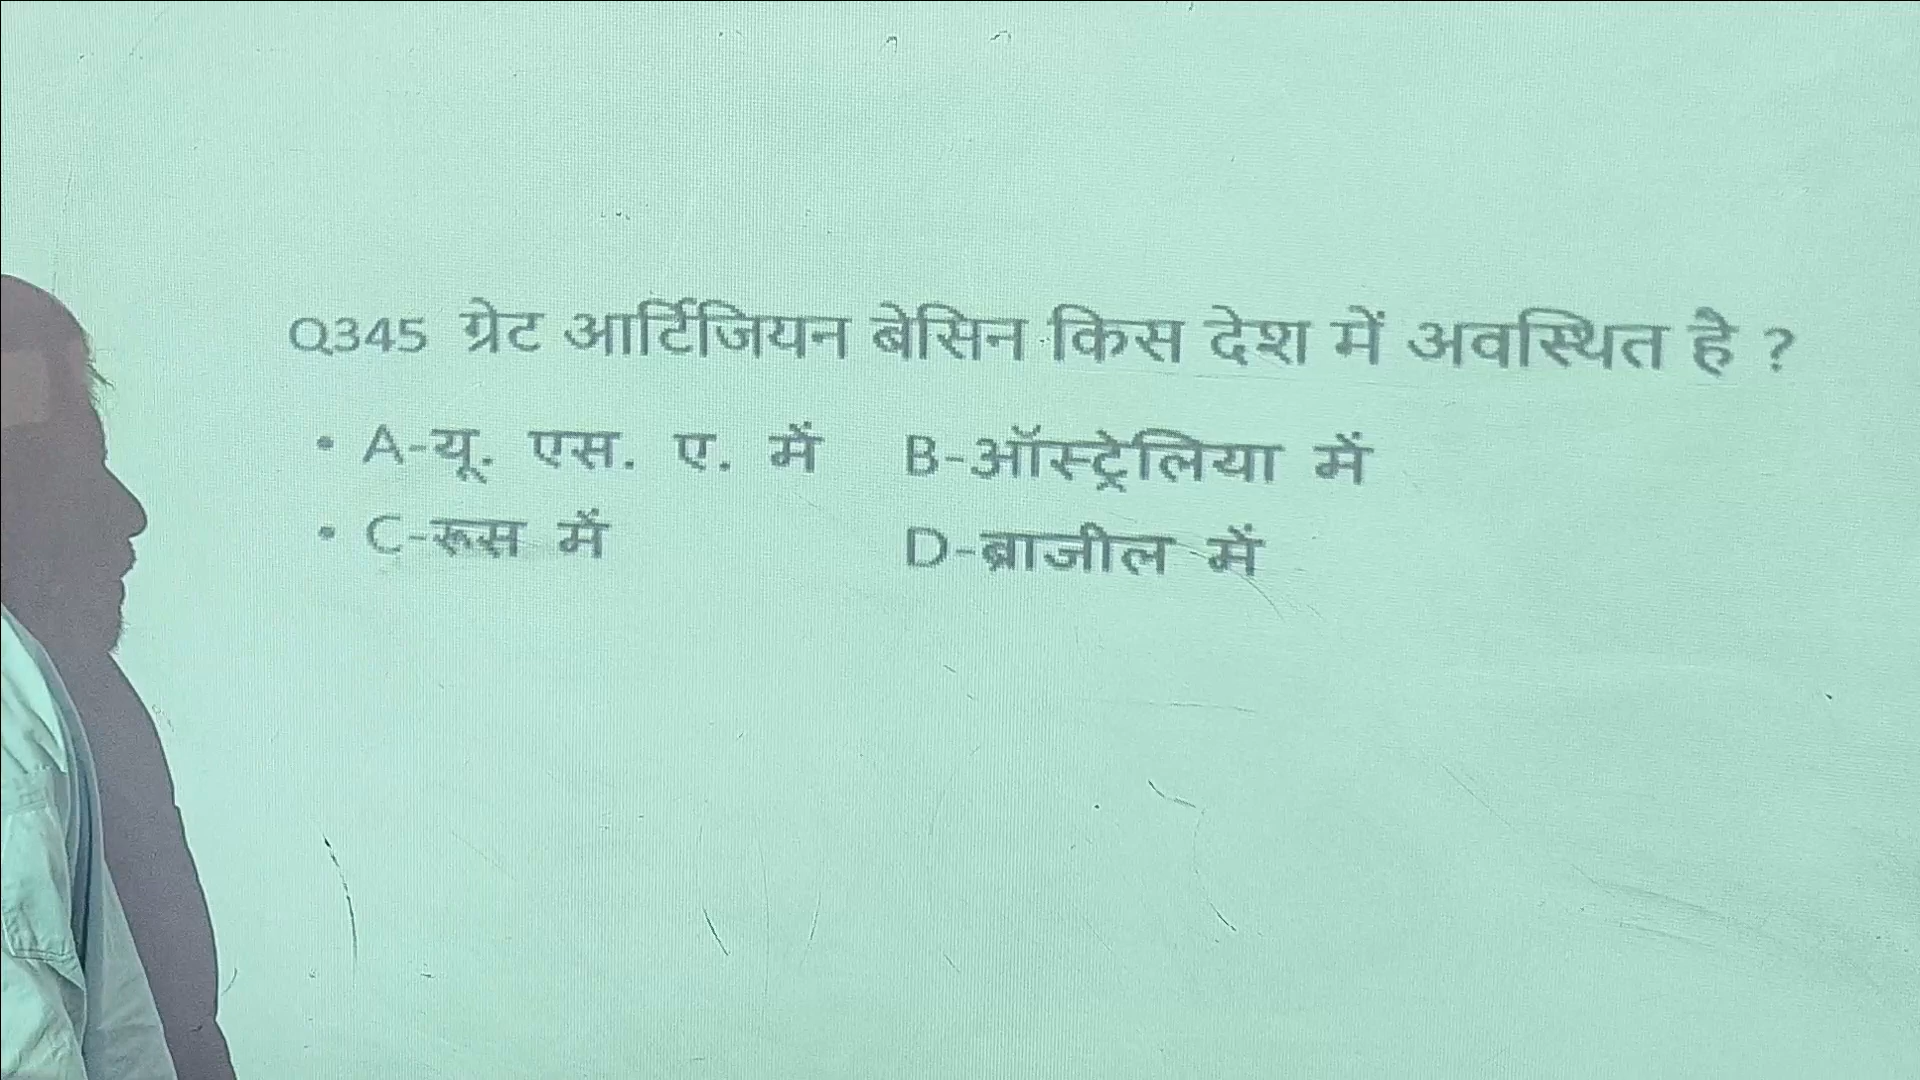 Q345 ग्रेट आर्टिजियन बेसिन किस देश में अवस्थित है ?
• A-यू. एस. ए. में B-ऑस्ट्रेलिया में
• C-रूस में D-ब्राजील में